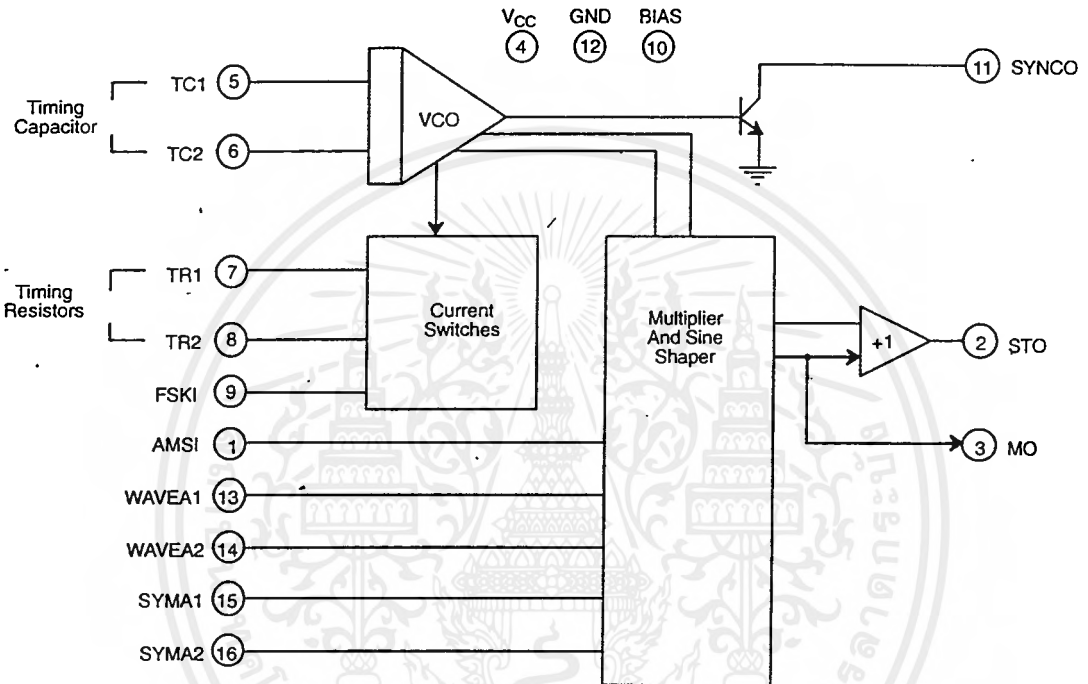 VCC GND BIAS
4 12 10
TC1 5
Timing
Capacitor
TC2 6
VCO
11 SYNCO
TR1 7
Timing
Resistors
TR2 8
FSKI 9
Current
Switches
Multiplier
And Sine
Shaper
+1
2 STO
3 MO
AMSI 1
WAVEA1 13
WAVEA2 14
SYMA1 15
SYMA2 16